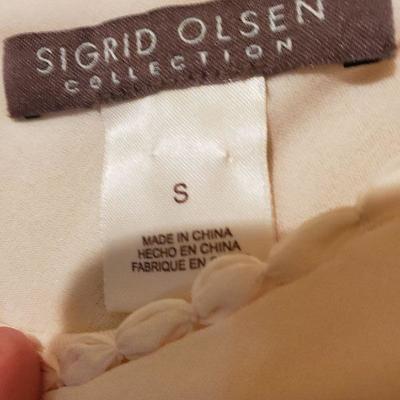 SIGRID OLSEN
COLLECTION
S
MADE IN CHINA
HECHO EN CHINA
FABRIQUE EN